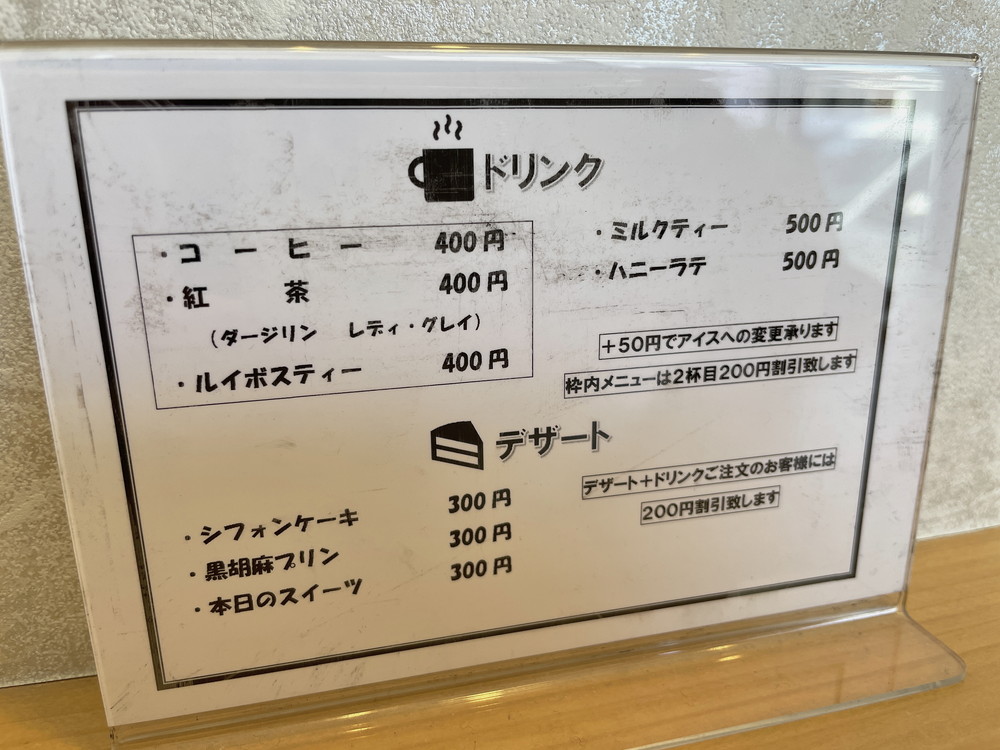 ドリンク
・コーヒー 400円
・紅茶 400円
(ダージリン レディ・グレイ)
・ルイボスティー 400円
・ミルクティー 500円
・ハニーラテ 500円
+50円でアイスへの変更承ります
枠内メニューは2杯目200円割引致します
デザート
・シフォンケーキ 300円
・黒胡麻プリン 300円
・本日のスイーツ 300円
デザート+ドリンクご注文のお客様には
200円割引致します